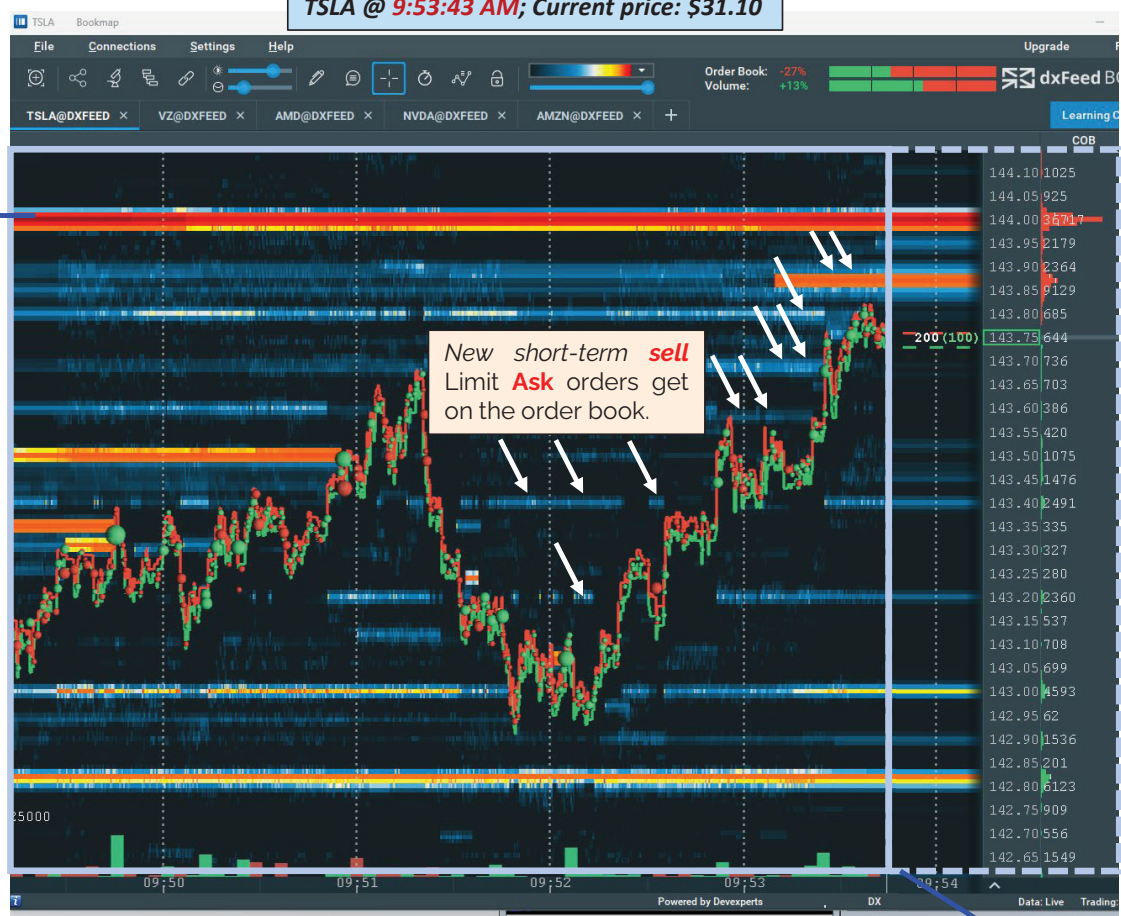 TSLA @ 9:53:43 AM; Current price: $31.10
TSLA Bookmap
File Connections Settings Help Upgrade
Order Book: -27%
Volume: +13%
dxFeed
TSLA@DXFEED × VZ@DXFEED × AMD@DXFEED × NVDA@DXFEED × AMZN@DXFEED × +
Learning
COB
144.10 1025
144.05 925
144.00 36717
143.95 2179
143.90 2364
143.85 9129
143.80 685
200 (100) 143.75 644
143.70 736
143.65 703
143.60 386
143.55 420
143.50 1075
143.45 1476
143.40 2491
143.35 335
143.30 327
143.25 280
143.20 2360
143.15 537
143.10 708
143.05 699
143.00 4593
142.95 62
142.90 1536
142.85 201
142.80 6123
142.75 909
142.70 556
142.65 1549
New short-term sell
Limit Ask orders get
on the order book.
25000
09:50 09:51 09:52 09:53 09:54
Powered by Devexperts DX Data: Live Trading: